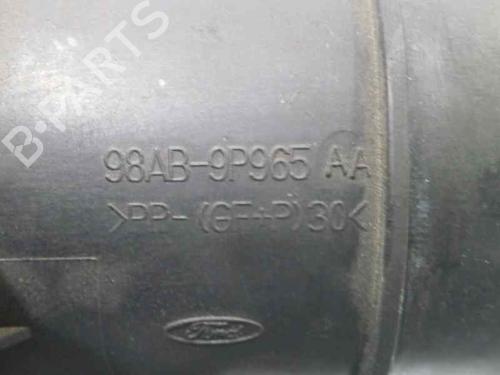 B-PARTS
98AB-9P965 AA
>PP-(GF+P)30<
Ford